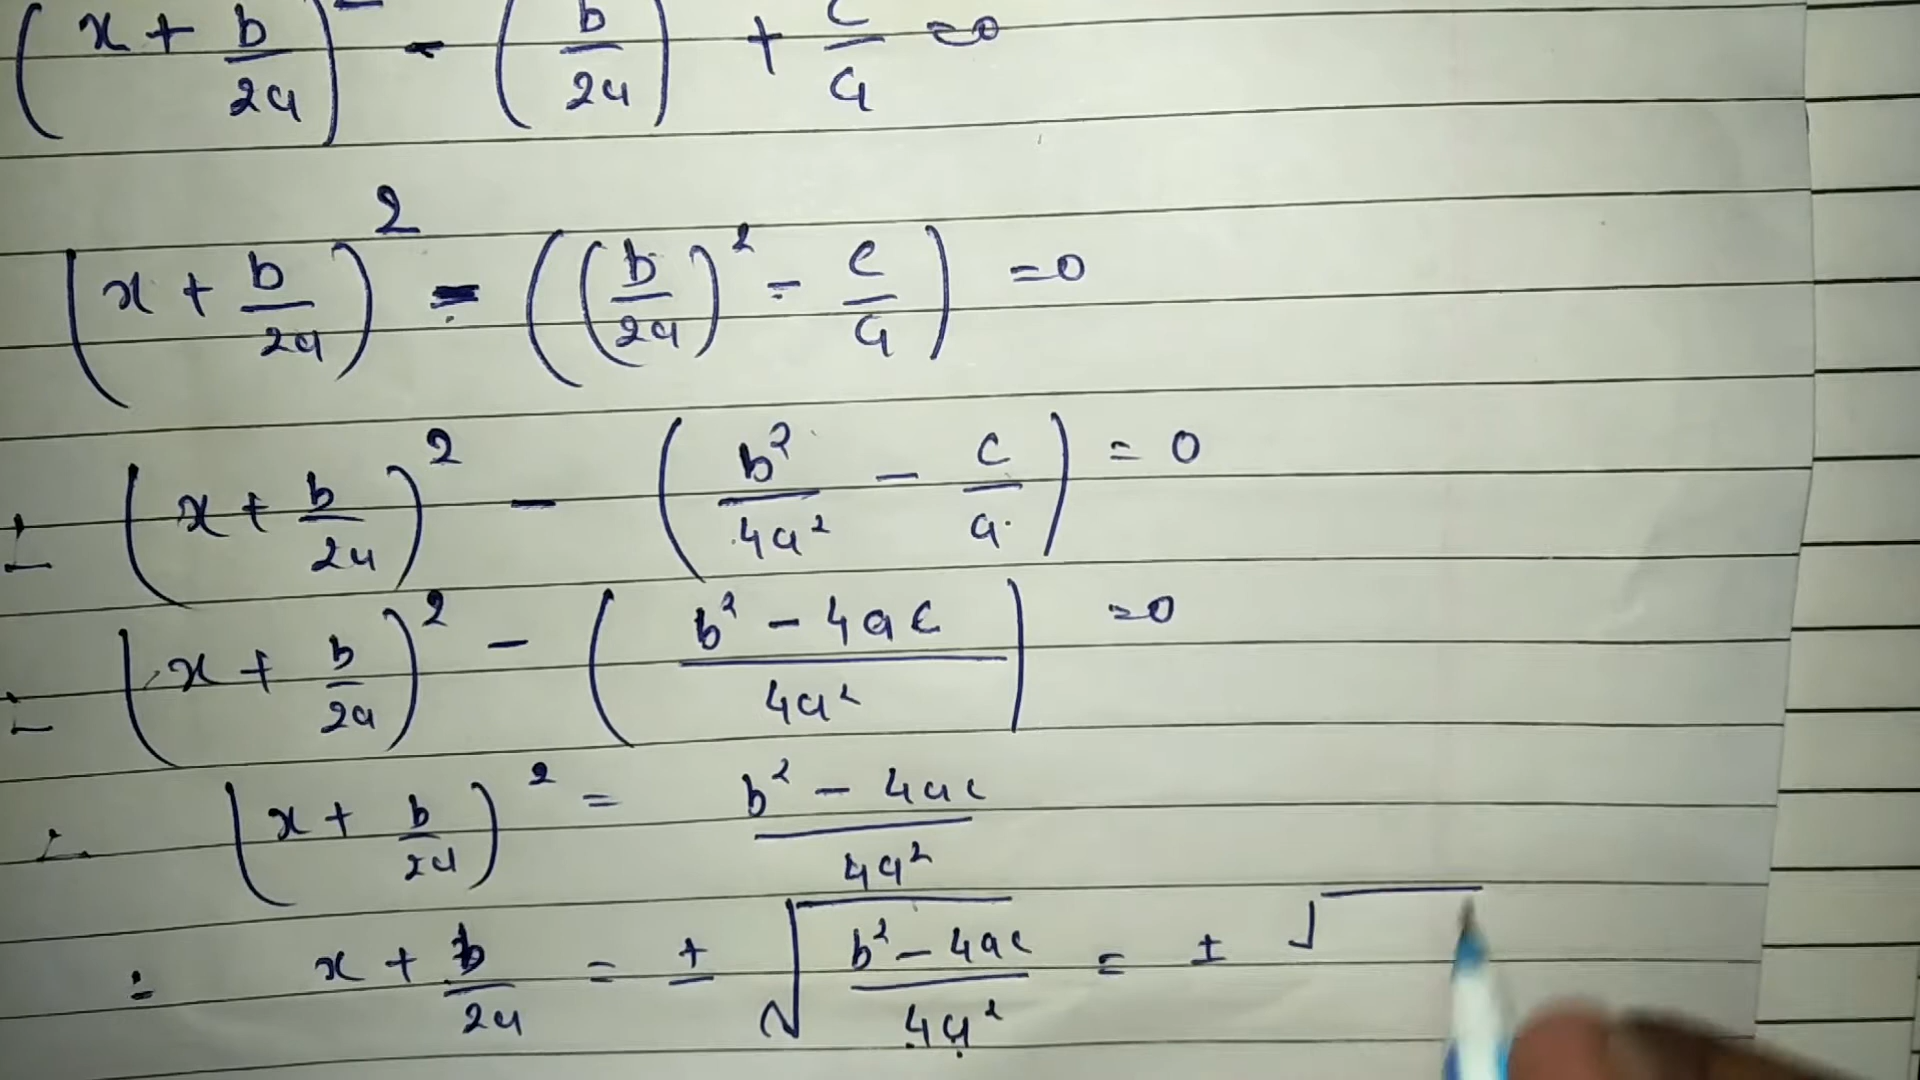 (x + b/2a)² - (b/2a) + c/a = 0
(x + b/2a)² - ((b/2a)² - c/a) = 0
∴ (x + b/2a)² - (b²/4a² - c/a) = 0
∴ (x + b/2a)² - (b² - 4ac/4a²) = 0
∴ (x + b/2a)² = b² - 4ac/4a²
∴ x + b/2a = ± √(b² - 4ac/4a²) = ± √